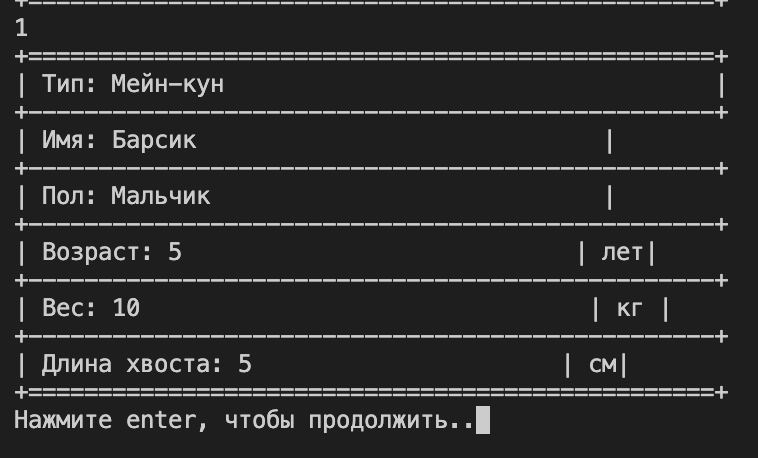 +=================================================+
1
+=================================================+
| Тип: Мейн-кун                                   |
+-------------------------------------------------+
| Имя: Барсик                             |
+-------------------------------------------------+
| Пол: Мальчик                            |
+-------------------------------------------------+
| Возраст: 5                            | лет|
+-------------------------------------------------+
| Вес: 10                                | кг |
+-------------------------------------------------+
| Длина хвоста: 5                      | см|
+=================================================+
Нажмите enter, чтобы продолжить..